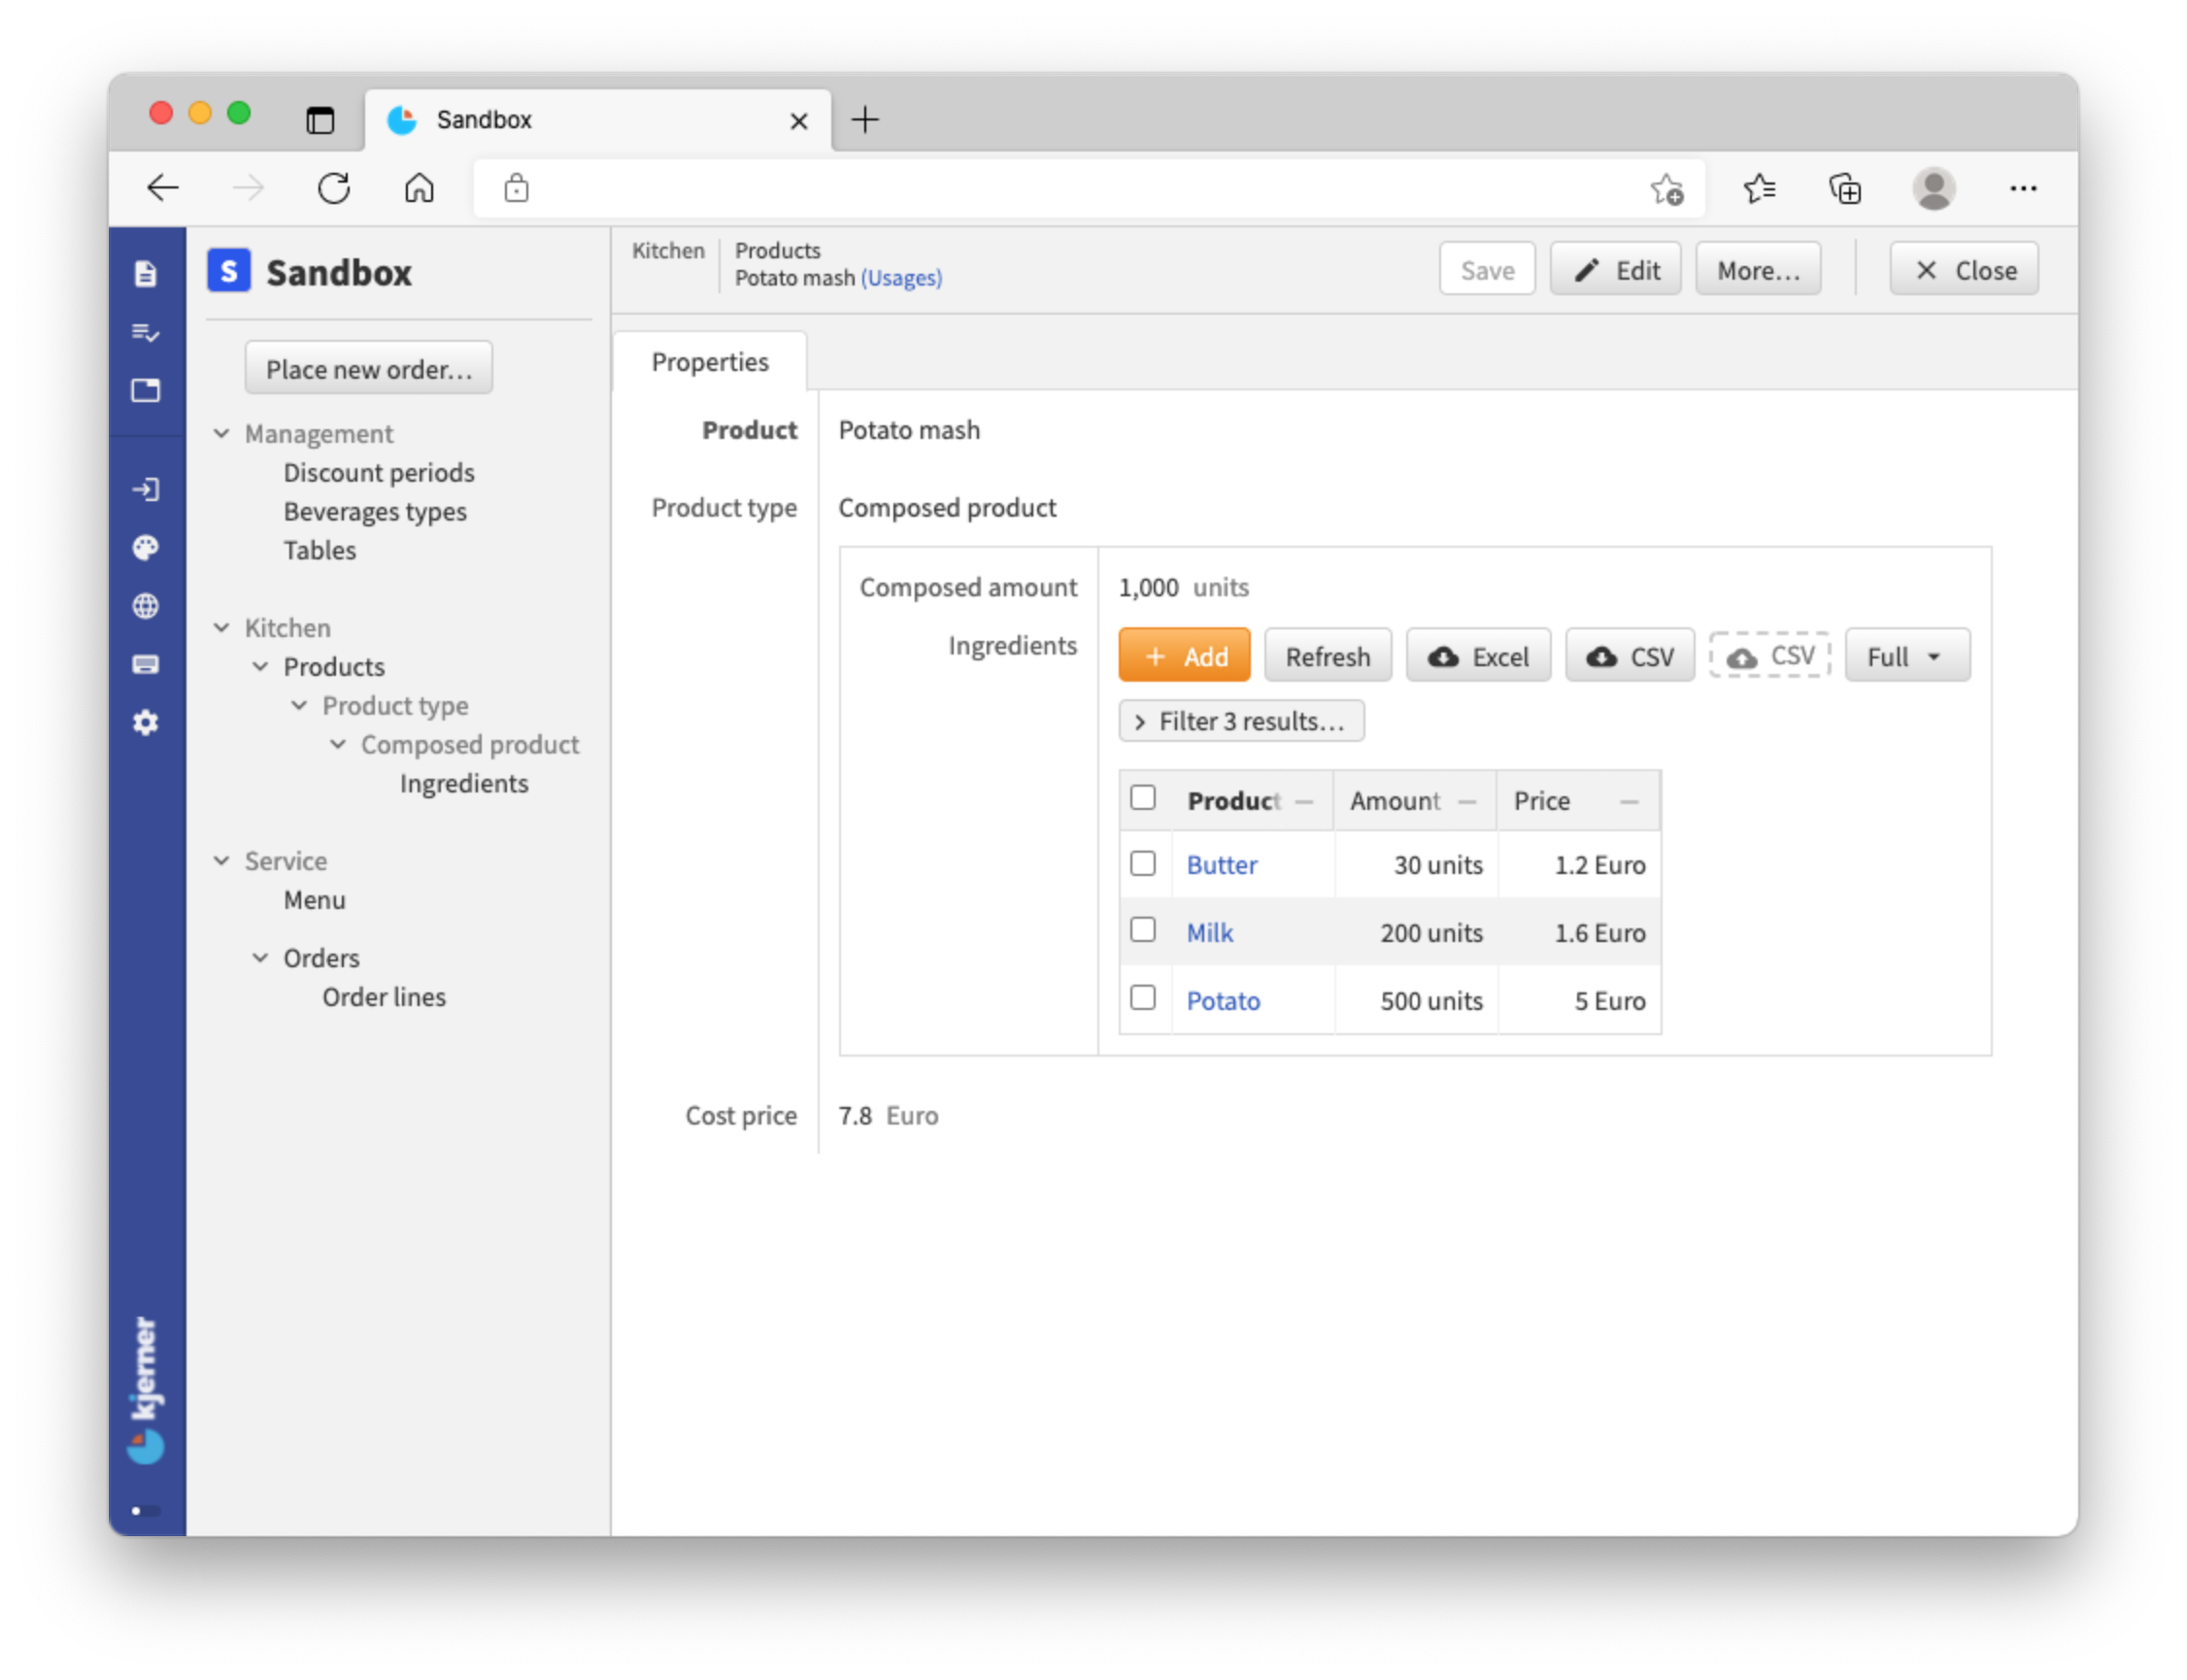 Sandbox
S Sandbox
Place new order...
Management
Discount periods
Beverages types
Tables
Kitchen
Products
Product type
Composed product
Ingredients
Service
Menu
Orders
Order lines
kjerner
Kitchen
Products
Potato mash (Usages)
Save Edit More... Close
Properties
Product Potato mash
Product type Composed product
Composed amount 1,000 units
Ingredients Add Refresh Excel CSV CSV Full
Filter 3 results...
Product Amount Price
Butter 30 units 1.2 Euro
Milk 200 units 1.6 Euro
Potato 500 units 5 Euro
Cost price 7.8 Euro